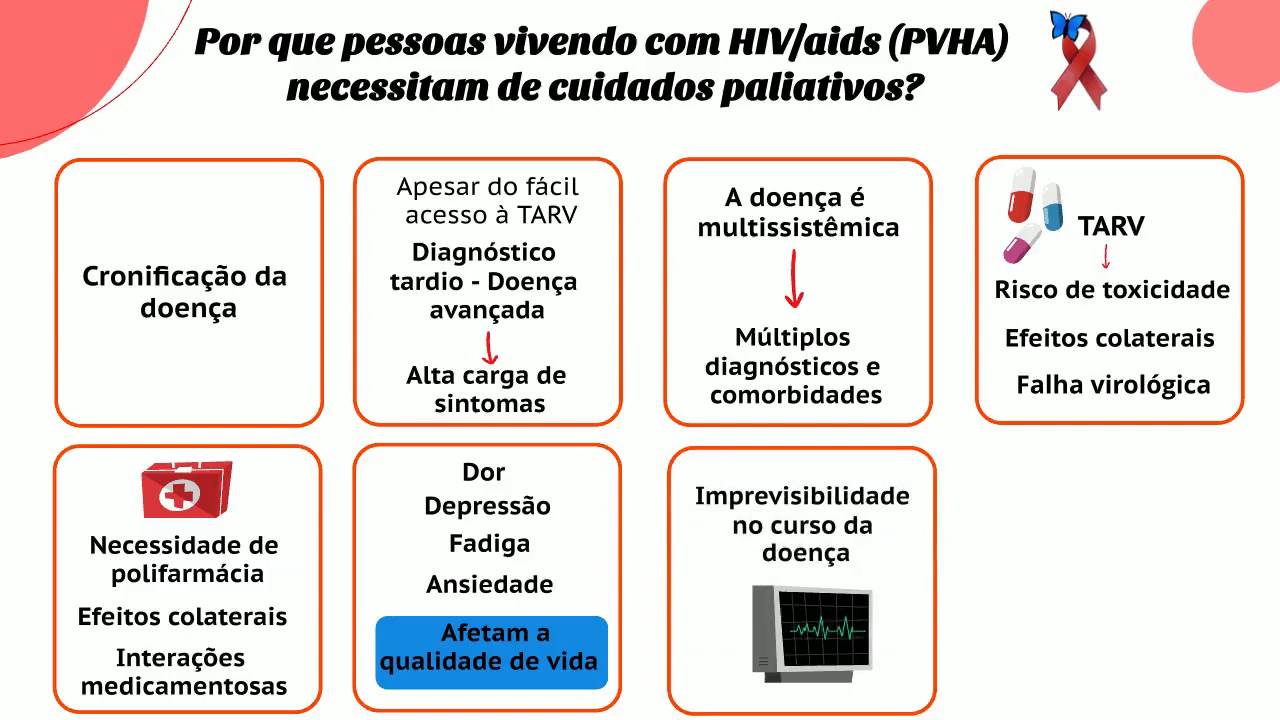 Por que pessoas vivendo com HIV/aids (PVHA)
necessitam de cuidados paliativos?
Cronificação da
doença
Apesar do fácil
acesso à TARV
Diagnóstico
tardio - Doença
avançada
Alta carga de
sintomas
A doença é
multissistêmica
Múltiplos
diagnósticos e
comorbidades
TARV
Risco de toxicidade
Efeitos colaterais
Falha virológica
Necessidade de
polifarmácia
Efeitos colaterais
Interações
medicamentosas
Dor
Depressão
Fadiga
Ansiedade
Afetam a
qualidade de vida
Imprevisibilidade
no curso da
doença